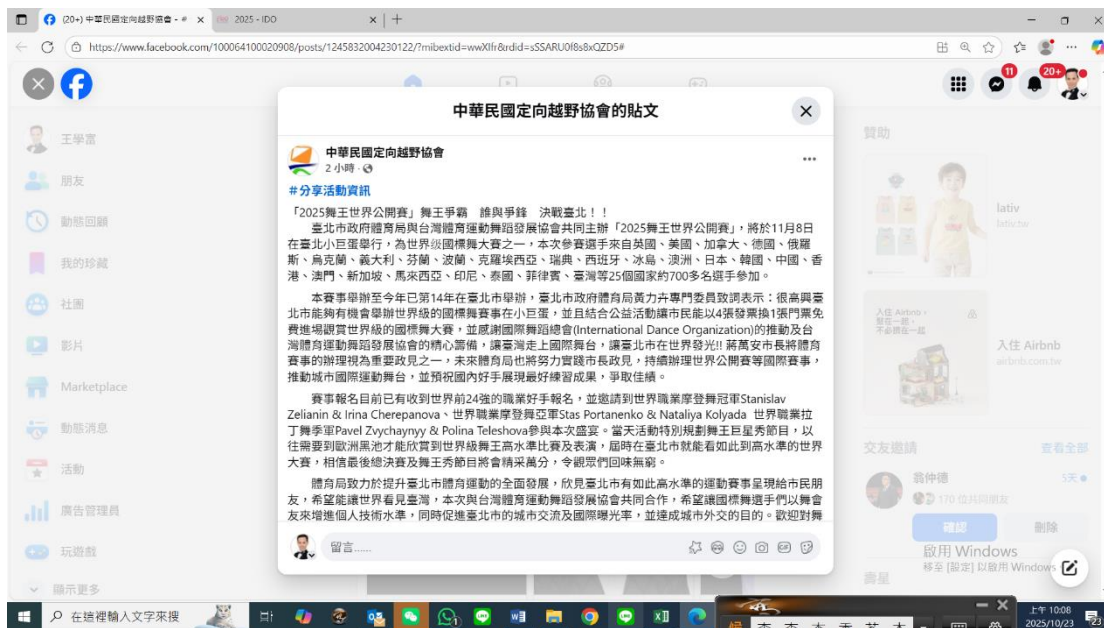 (20+) 中華民國定向越野協會 - #
2025 - IDO
https://www.facebook.com/100064100020908/posts/1245832004230122/?mibextid=wwXIfr&rdid=sSSARU0f8s8xQZD5#
11
20+
中華民國定向越野協會的貼文
王學富
朋友
動態回顧
我的珍藏
社團
影片
Marketplace
動態消息
活動
廣告管理員
玩遊戲
顯示更多
中華民國定向越野協會
2 小時
#分享活動資訊
「2025舞王世界公開賽」舞王爭霸 誰與爭鋒 決戰臺北！！
臺北市政府體育局與台灣體育運動舞蹈發展協會共同主辦「2025舞王世界公開賽」，將於11月8日
在臺北小巨蛋舉行，為世界級國標舞大賽之一，本次參賽選手來自英國、美國、加拿大、德國、俄羅
斯、烏克蘭、義大利、芬蘭、波蘭、克羅埃西亞、瑞典、西班牙、冰島、澳洲、日本、韓國、中國、香
港、澳門、新加坡、馬來西亞、印尼、泰國、菲律賓、臺灣等25個國家約700多名選手參加。
本賽事舉辦至今年已第14年在臺北市舉辦，臺北市政府體育局黃力卉專門委員致詞表示：很高興臺
北市能夠有機會舉辦世界級的國標舞賽事在小巨蛋，並且結合公益活動讓市民能以4張發票換1張門票免
費進場觀賞世界級的國標舞大賽，並感謝國際舞蹈總會(International Dance Organization)的推動及台
灣體育運動舞蹈發展協會的精心籌備，讓臺灣走上國際舞台，讓臺北市在世界發光!! 蔣萬安市長將體育
賽事的辦理視為重要政見之一，未來體育局也將努力實踐市長政見，持續辦理世界公開賽等國際賽事，
推動城市國際運動舞台，並預祝國內好手展現最好練習成果，爭取佳績。
賽事報名目前已有收到世界前24強的職業好手報名，並邀請到世界職業摩登舞冠軍Stanislav
Zelianin & Irina Cherepanova、世界職業摩登舞亞軍Stas Portanenko & Nataliya Kolyada 世界職業拉
丁舞季軍Pavel Zvychaynyy & Polina Teleshova參與本次盛宴。當天活動特別規劃舞王巨星秀節目，以
往需要到歐洲黑池才能欣賞到世界級舞王高水準比賽及表演，屆時在臺北市就能看如此到高水準的世界
大賽，相信最後總決賽及舞王秀節目將會精采萬分，令觀眾們回味無窮。
體育局致力於提升臺北市體育運動的全面發展，欣見臺北市有如此高水準的運動賽事呈現給市民朋
友，希望能讓世界看見臺灣，本次與台灣體育運動舞蹈發展協會共同合作，希望讓國標舞選手們以舞會
友來增進個人技術水準，同時促進臺北市的城市交流及國際曝光率，並達成城市外交的目的。歡迎對舞
留言......
贊助
lativ
lativ.tw
入住 Airbnb，
不必擠在一起
入住 Airbnb
airbnb.com.tw
交友邀請
查看全部
翁仲德
5天
170 位共同朋友
確認
刪除
壽星
啟用 Windows
移至 [設定] 以啟用 Windows
在這裡輸入文字來搜
上午 10:08
2025/10/23
23